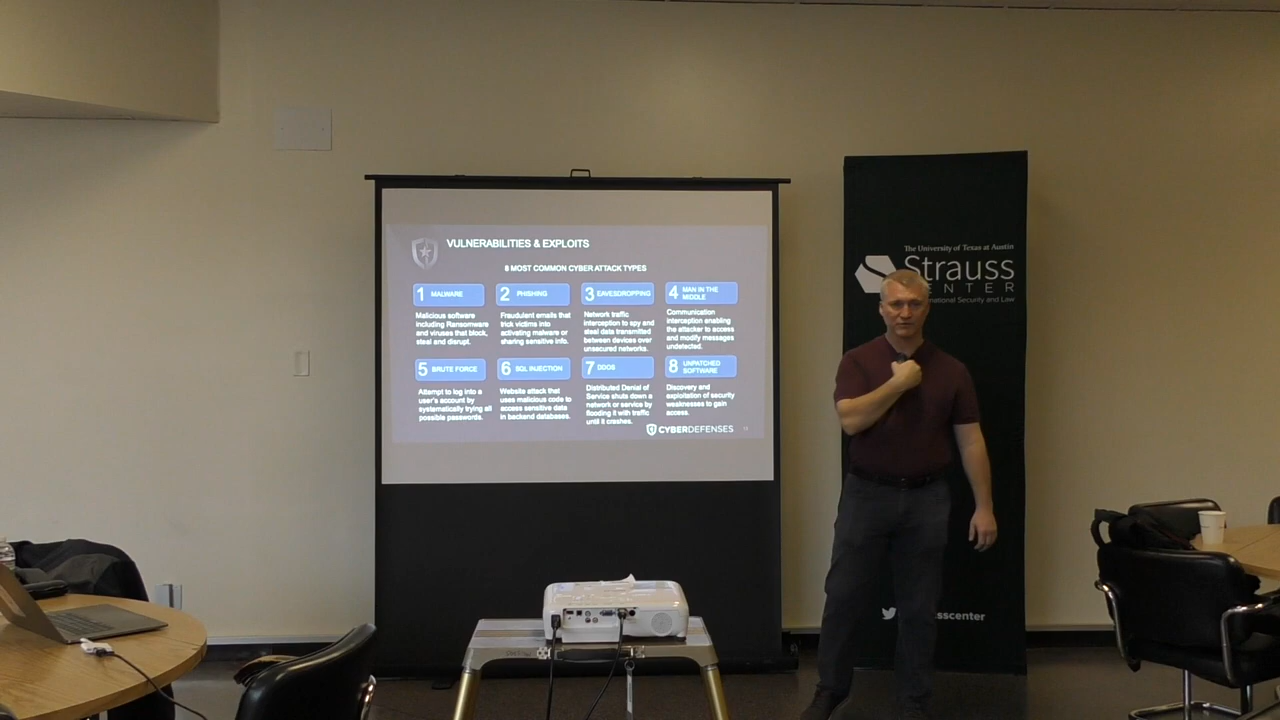 VULNERABILITIES & EXPLOITS
8 MOST COMMON CYBER ATTACK TYPES
1 MALWARE
Malicious software
including Ransomware
and viruses that block,
steal and disrupt.
2 PHISHING
Fraudulent emails that
trick victims into
activating malware or
sharing sensitive info.
3 EAVESDROPPING
Network traffic
interception to spy and
steal data transmitted
between devices over
unsecured networks.
4 MAN IN THE
MIDDLE
Communication
interception enabling
the attacker to access
and modify messages
undetected.
5 BRUTE FORCE
Attempt to log into a
user's account by
systematically trying all
possible passwords.
6 SQL INJECTION
Website attack that
uses malicious code to
access sensitive data
in backend databases.
7 DDOS
Distributed Denial of
Service shuts down a
network or service by
flooding it with traffic
until it crashes.
8 UNPATCHED
SOFTWARE
Discovery and
exploitation of security
weaknesses to gain
access.
CYBERDEFENSES
The University of Texas at Austin
Strauss
ENTER
national Security and Law
sscenter